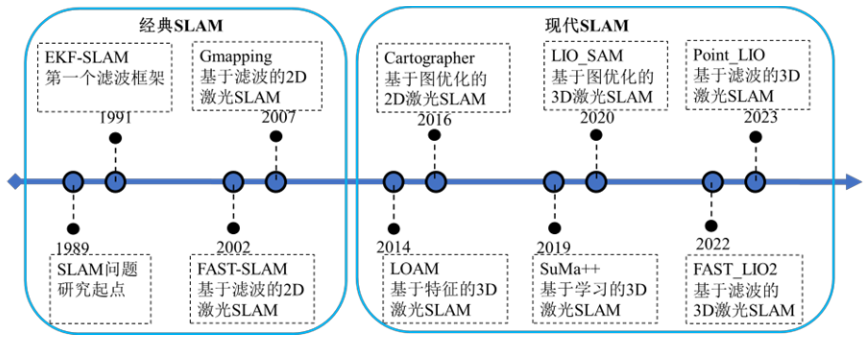 经典SLAM
现代SLAM
EKF-SLAM
第一个滤波框架
1991
Gmapping
基于滤波的2D
激光SLAM
2007
Cartographer
基于图优化的
2D激光SLAM
2016
LIO_SAM
基于图优化的
3D激光SLAM
2020
Point_LIO
基于滤波的3D
激光SLAM
2023
1989
SLAM问题
研究起点
2002
FAST-SLAM
基于滤波的2D
激光SLAM
2014
LOAM
基于特征的3D
激光SLAM
2019
SuMa++
基于学习的3D
激光SLAM
2022
FAST_LIO2
基于滤波的
3D激光SLAM